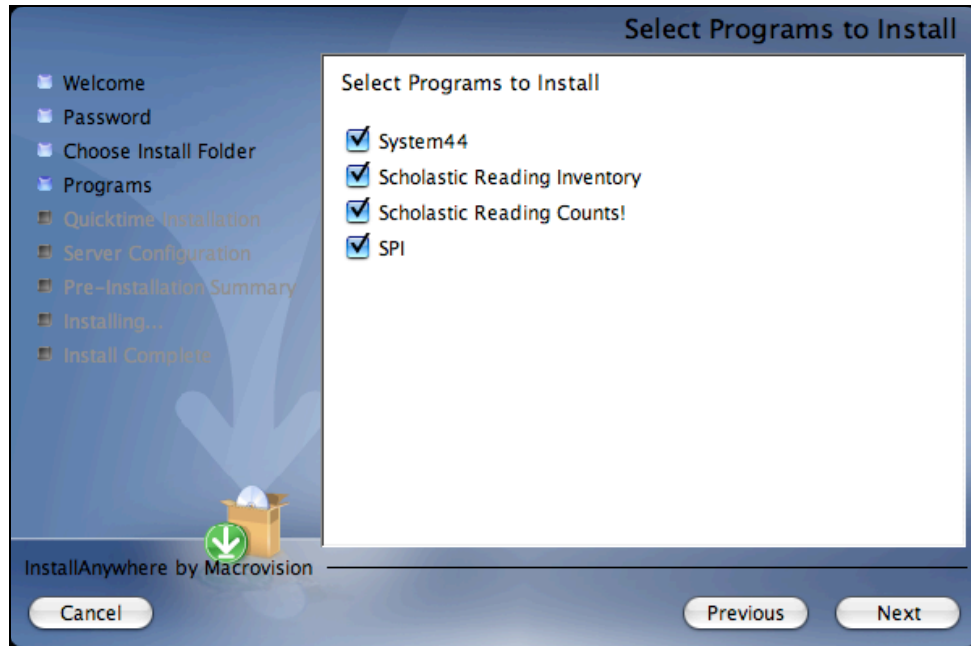 Select Programs to Install
Welcome
Password
Choose Install Folder
Programs
Quicktime Installation
Server Configuration
Pre-Installation Summary
Installing...
Install Complete
Select Programs to Install
System44
Scholastic Reading Inventory
Scholastic Reading Counts!
SPI
InstallAnywhere by Macrovision
Cancel
Previous
Next